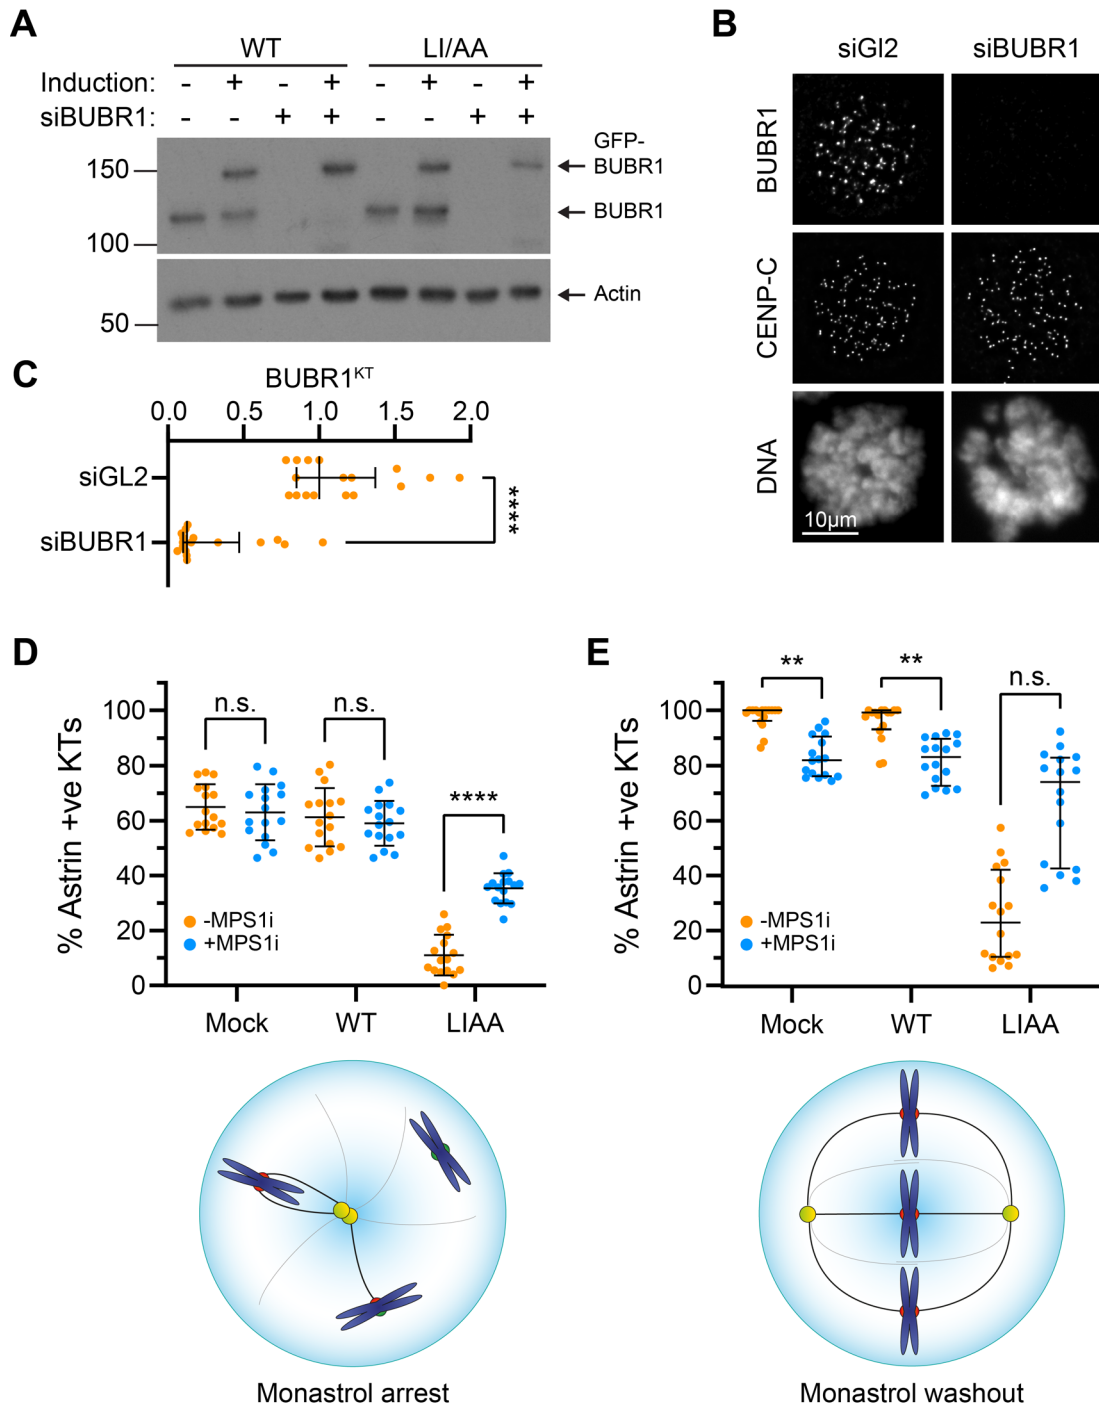 A
WT LI/AA
Induction: - + - + - + - +
siBUBR1: - - + + - - + +
GFP-
BUBR1
150
BUBR1
100
Actin
50
B
siGl2 siBUBR1
BUBR1
CENP-C
DNA
10µm
C
BUBR1KT
0.0 0.5 1.0 1.5 2.0
siGL2
siBUBR1
****
D
n.s. n.s. ****
% Astrin +ve KTs
100
80
60
40
20
0
-MPS1i
+MPS1i
Mock WT LIAA
Monastrol arrest
E
** ** n.s.
% Astrin +ve KTs
100
80
60
40
20
0
-MPS1i
+MPS1i
Mock WT LIAA
Monastrol washout